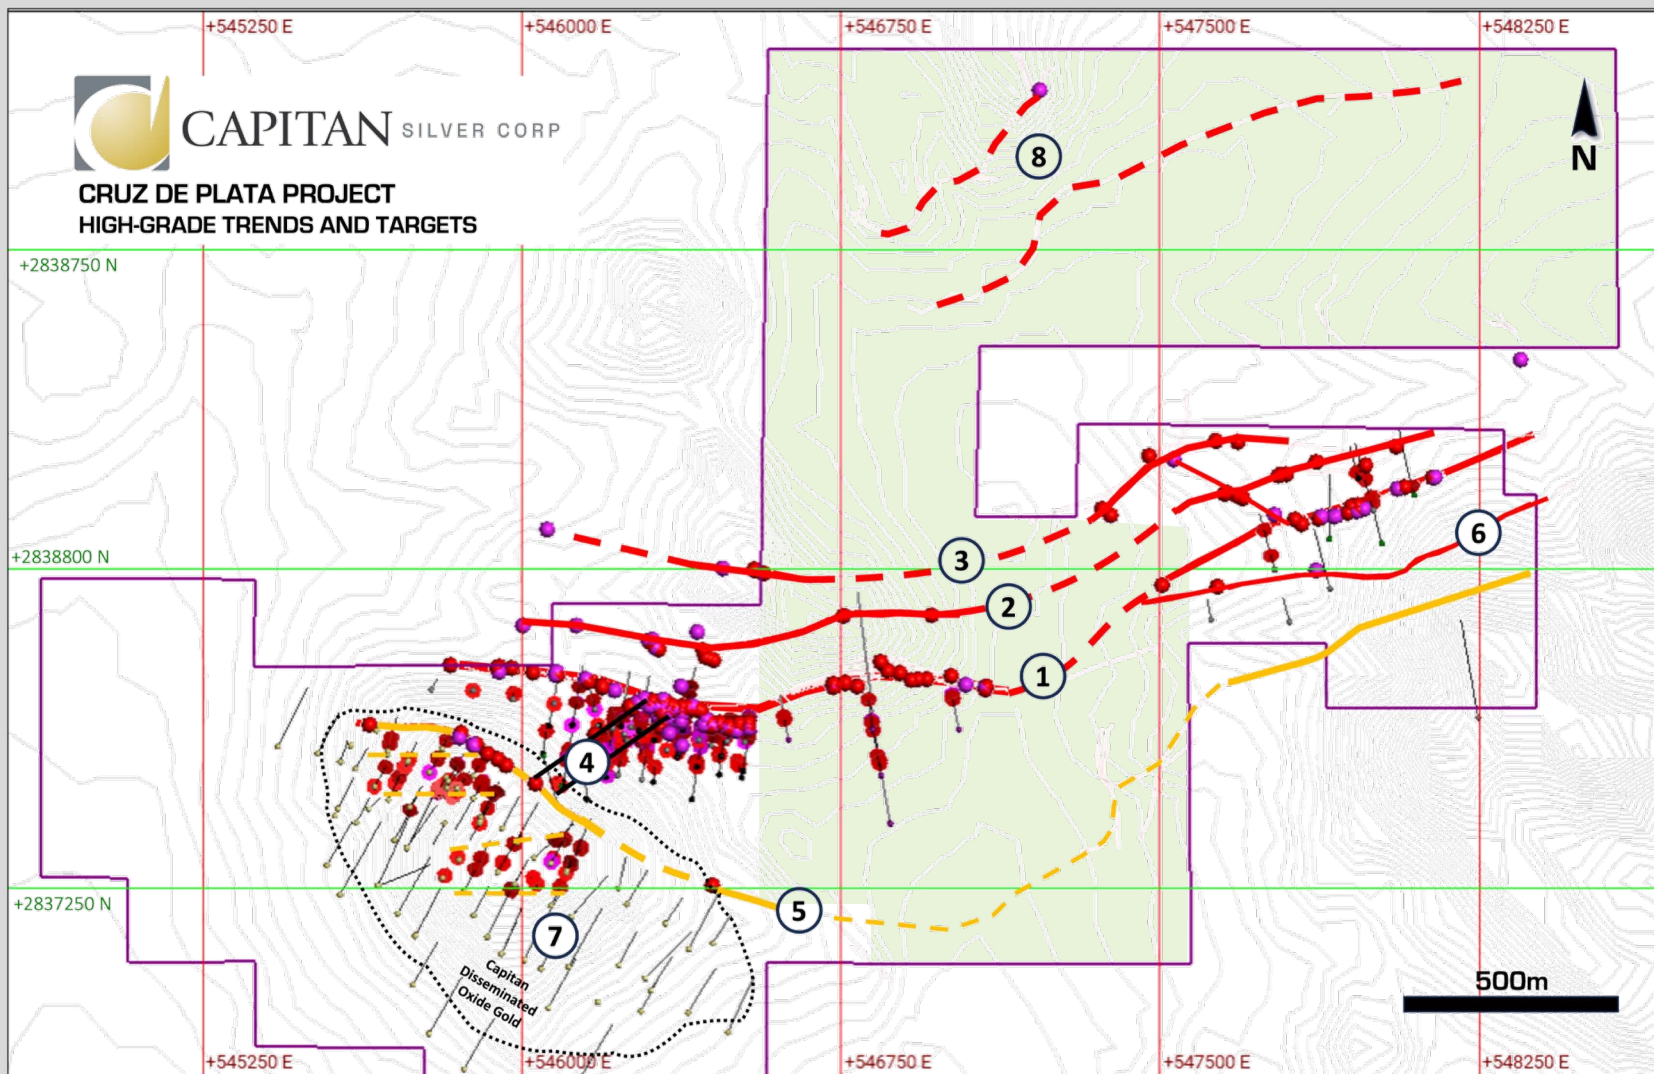 +545250 E
+546000 E
+546750 E
+547500 E
+548250 E
CAPITAN SILVER CORP
CRUZ DE PLATA PROJECT
HIGH-GRADE TRENDS AND TARGETS
N
8
+2838750 N
+2838800 N
3
6
2
1
4
5
+2837250 N
7
Capitan
Disseminated
Oxide Gold
500m
+545250 E
+546000 E
+546750 E
+547500 E
+548250 E